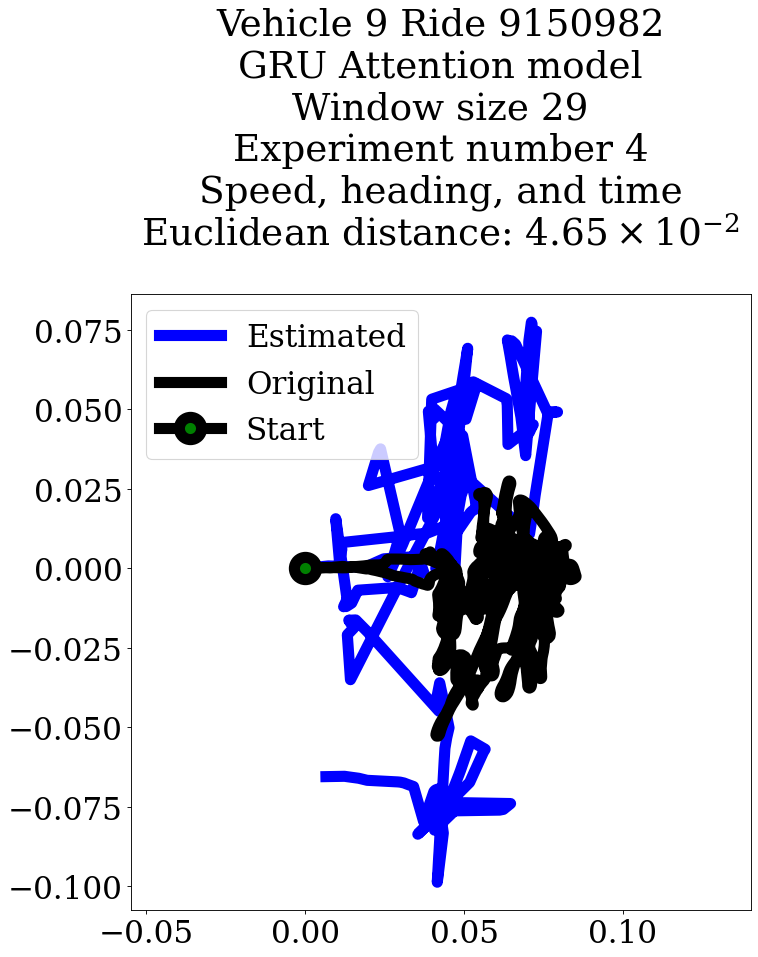 Vehicle 9 Ride 9150982
GRU Attention model
Window size 29
Experiment number 4
Speed, heading, and time
Euclidean distance: 4.65 × 10⁻²
Estimated
Original
Start
0.075
0.050
0.025
0.000
−0.025
−0.050
−0.075
−0.100
−0.05
0.00
0.05
0.10